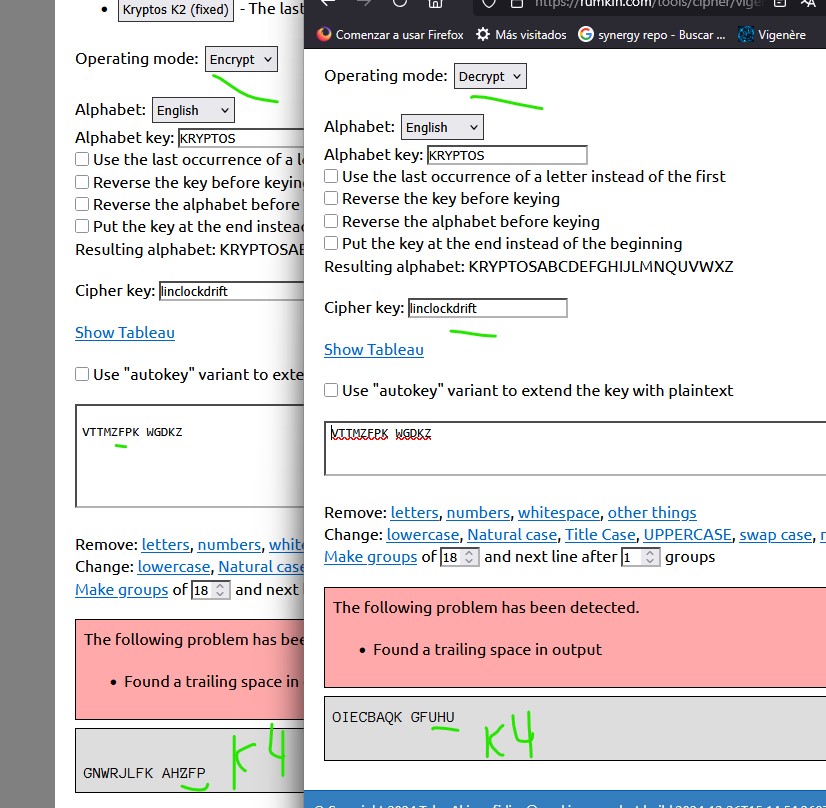 Kryptos K2 (fixed) - The last
Operating mode: Encrypt
Alphabet: English
Alphabet key: KRYPTOS
Use the last occurrence of a l
Reverse the key before keyin
Reverse the alphabet before
Put the key at the end instea
Resulting alphabet: KRYPTOSAB
Cipher key: linclockdrift
Show Tableau
Use "autokey" variant to exte
VTTMZFPK WGDKZ
Remove: letters, numbers, white
Change: lowercase, Natural case
Make groups of 18 and next
The following problem has bee
Found a trailing space in
GNWRJLFK AHZFP
K4
https://rumkin.com/tools/cipher/vige
Comenzar a usar Firefox
Más visitados
synergy repo - Buscar ...
Vigenère
Operating mode: Decrypt
Alphabet: English
Alphabet key: KRYPTOS
Use the last occurrence of a letter instead of the first
Reverse the key before keying
Reverse the alphabet before keying
Put the key at the end instead of the beginning
Resulting alphabet: KRYPTOSABCDEFGHIJLMNQUVWXZ
Cipher key: linclockdrift
Show Tableau
Use "autokey" variant to extend the key with plaintext
VTTMZFPK WGDKZ
Remove: letters, numbers, whitespace, other things
Change: lowercase, Natural case, Title Case, UPPERCASE, swap case, r
Make groups of 18 and next line after 1 groups
The following problem has been detected.
Found a trailing space in output
OIECBAQK GFUHU
K4